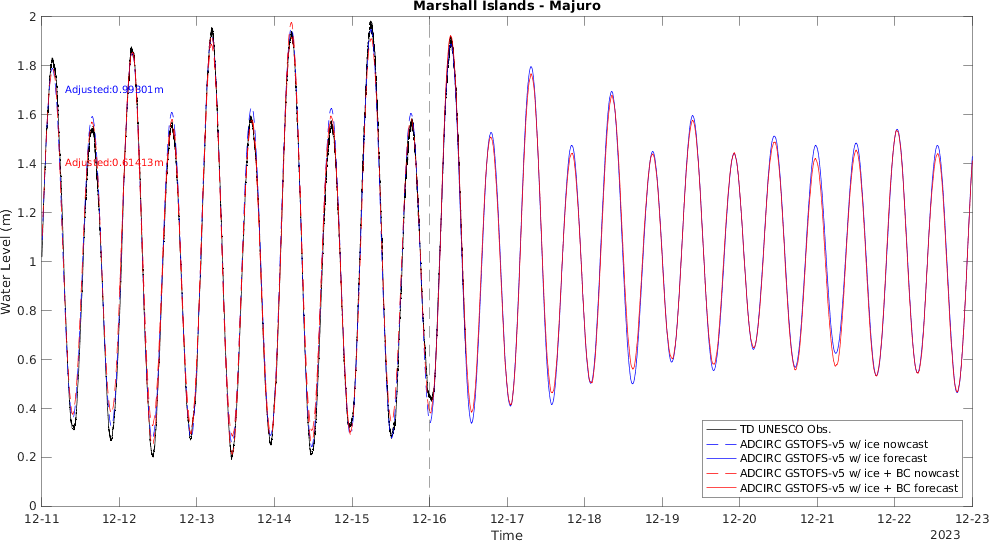 Marshall Islands - Majuro
2
1.8
1.6
1.4
1.2
1
0.8
0.6
0.4
0.2
0
Water Level (m)
Adjusted:0.99301m
Adjusted:0.61413m
TD UNESCO Obs.
ADCIRC GSTOFS-v5 w/ ice nowcast
ADCIRC GSTOFS-v5 w/ ice forecast
ADCIRC GSTOFS-v5 w/ ice + BC nowcast
ADCIRC GSTOFS-v5 w/ ice + BC forecast
12-11 12-12 12-13 12-14 12-15 12-16 12-17 12-18 12-19 12-20 12-21 12-22 12-23
Time
2023